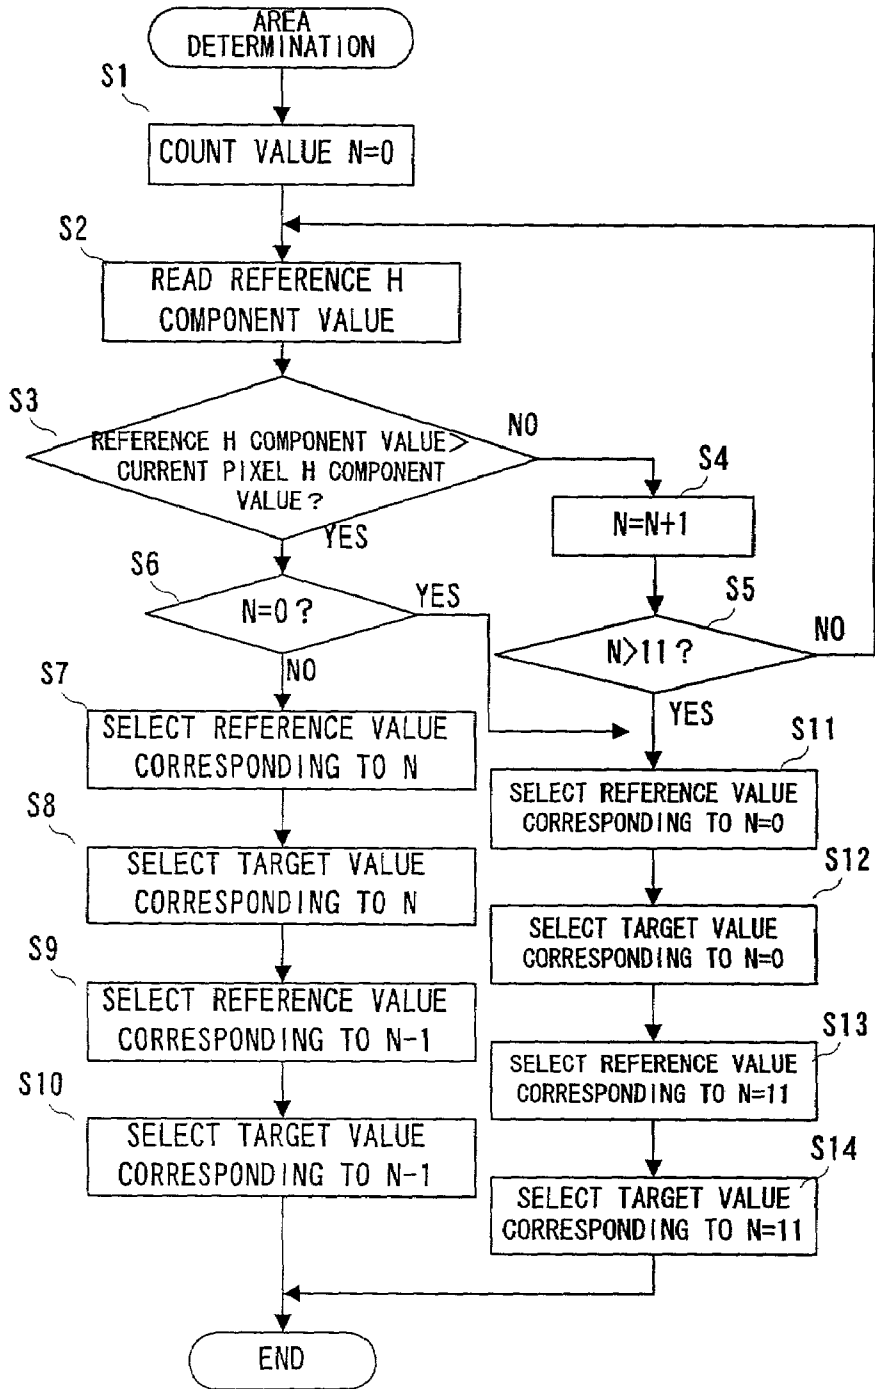 AREA
DETERMINATION
S1
COUNT VALUE N=0
S2
READ REFERENCE H
COMPONENT VALUE
S3
REFERENCE H COMPONENT VALUE>
CURRENT PIXEL H COMPONENT
VALUE?
NO
YES
S4
N=N+1
S5
N>11?
NO
YES
S6
N=0?
YES
NO
S7
SELECT REFERENCE VALUE
CORRESPONDING TO N
S8
SELECT TARGET VALUE
CORRESPONDING TO N
S9
SELECT REFERENCE VALUE
CORRESPONDING TO N-1
S10
SELECT TARGET VALUE
CORRESPONDING TO N-1
S11
SELECT REFERENCE VALUE
CORRESPONDING TO N=0
S12
SELECT TARGET VALUE
CORRESPONDING TO N=0
S13
SELECT REFERENCE VALUE
CORRESPONDING TO N=11
S14
SELECT TARGET VALUE
CORRESPONDING TO N=11
END